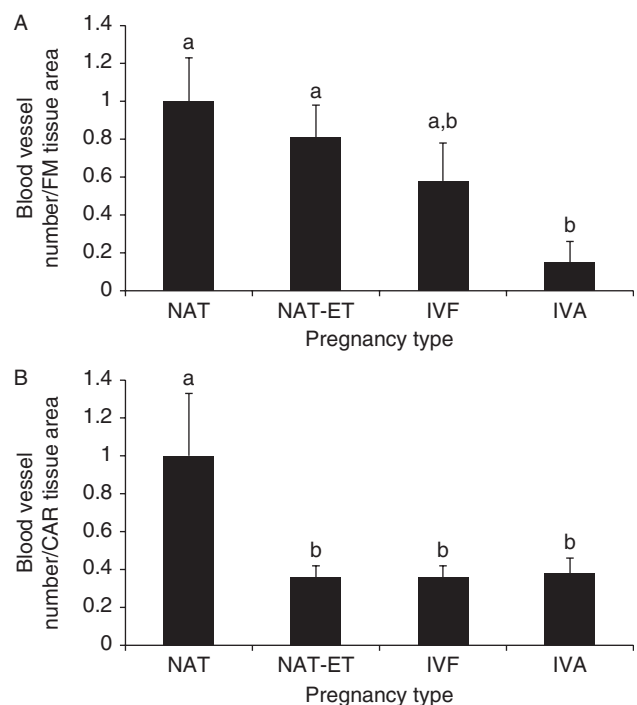 A
Blood vessel
number/FM tissue area
1.4
1.2
1
0.8
0.6
0.4
0.2
0
a
a
a,b
b
NAT NAT-ET IVF IVA
Pregnancy type
B
Blood vessel
number/CAR tissue area
1.4
1.2
1
0.8
0.6
0.4
0.2
0
a
b
b
b
NAT NAT-ET IVF IVA
Pregnancy type